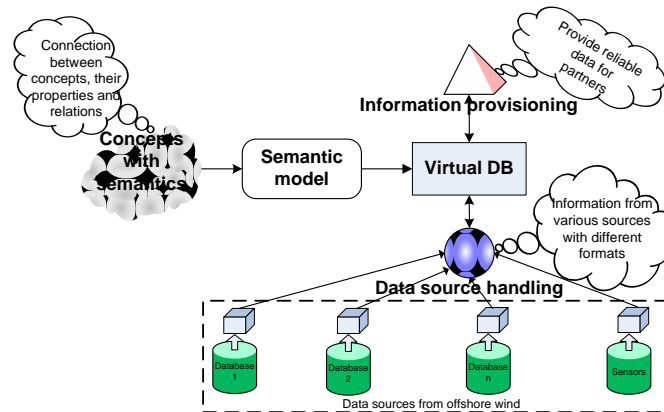 Connection
between
concepts, their
properties and
relations
Provide reliable
data for
partners
Information provisioning
Concepts
with
semantics
Semantic
model
Virtual DB
Information from
various sources
with different
formats
Data source handling
Database
1
Database
2
Database
n
Sensors
Data sources from offshore wind